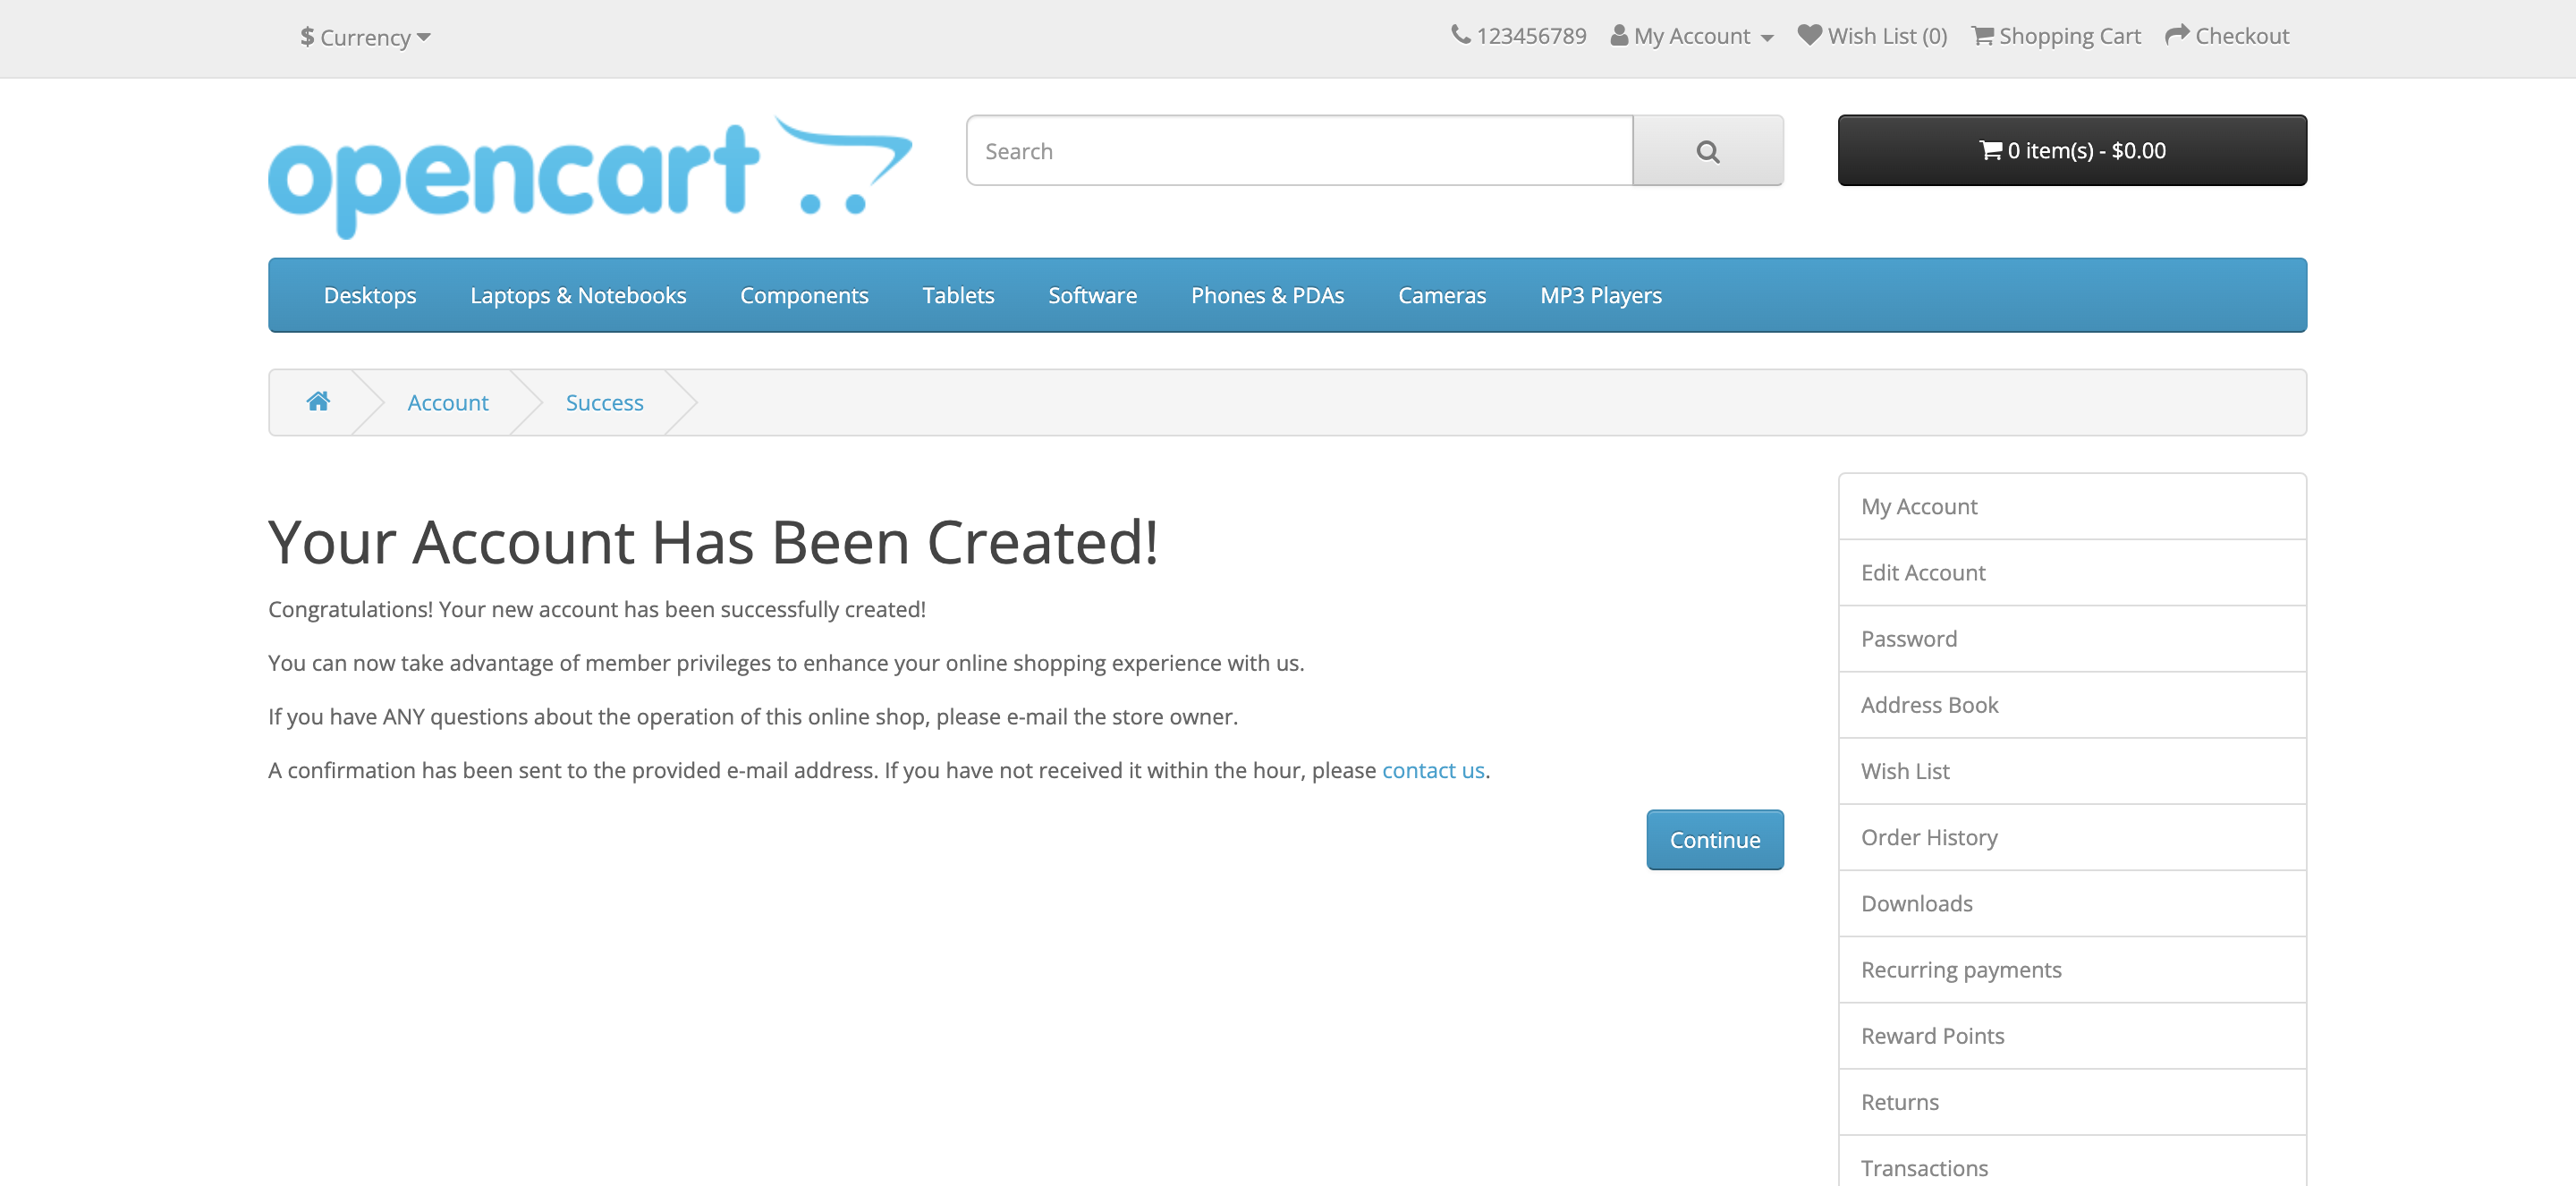 $ Currency
123456789 My Account Wish List (0) Shopping Cart Checkout
opencart
Search
0 item(s) - $0.00
Desktops Laptops & Notebooks Components Tablets Software Phones & PDAs Cameras MP3 Players
Account Success
Your Account Has Been Created!
Congratulations! Your new account has been successfully created!
You can now take advantage of member privileges to enhance your online shopping experience with us.
If you have ANY questions about the operation of this online shop, please e-mail the store owner.
A confirmation has been sent to the provided e-mail address. If you have not received it within the hour, please contact us.
Continue
My Account
Edit Account
Password
Address Book
Wish List
Order History
Downloads
Recurring payments
Reward Points
Returns
Transactions